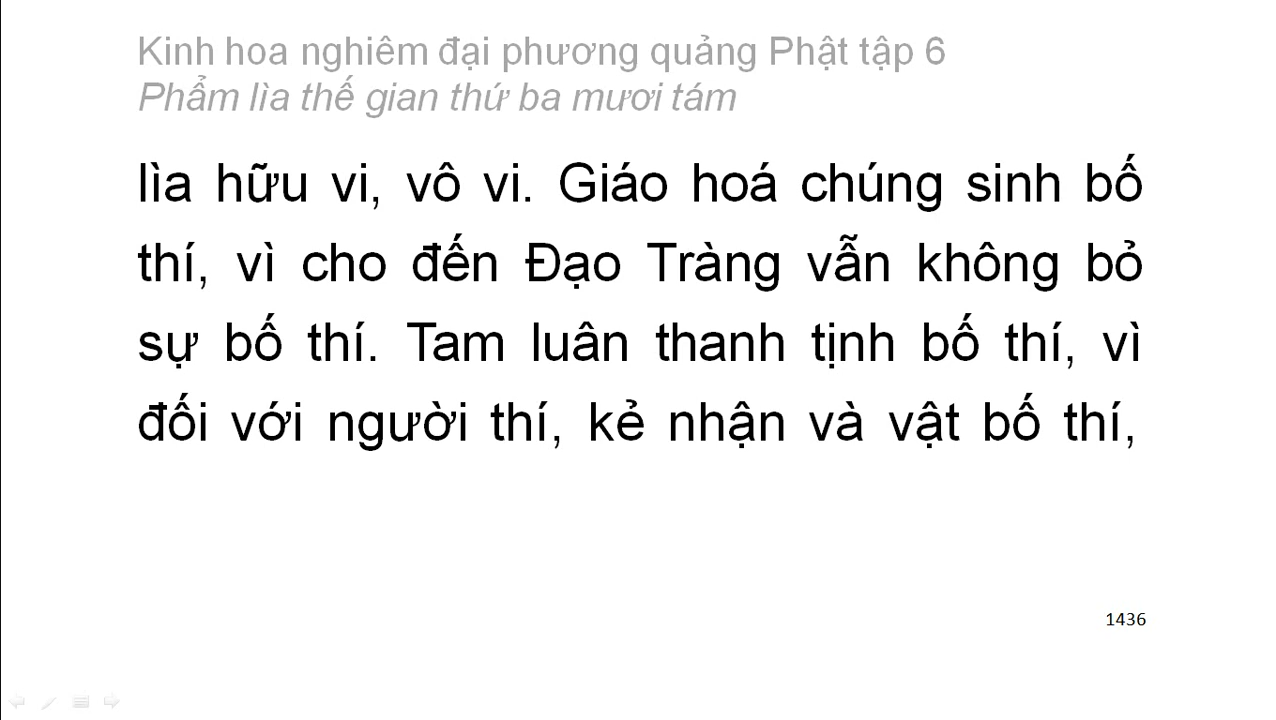 Kinh hoa nghiêm đại phương quảng Phật tập 6
Phẩm lìa thế gian thứ ba mươi tám
lìa hữu vi, vô vi. Giáo hoá chúng sinh bố
thí, vì cho đến Đạo Tràng vẫn không bỏ
sự bố thí. Tam luân thanh tịnh bố thí, vì
đối với người thí, kẻ nhận và vật bố thí,
1436